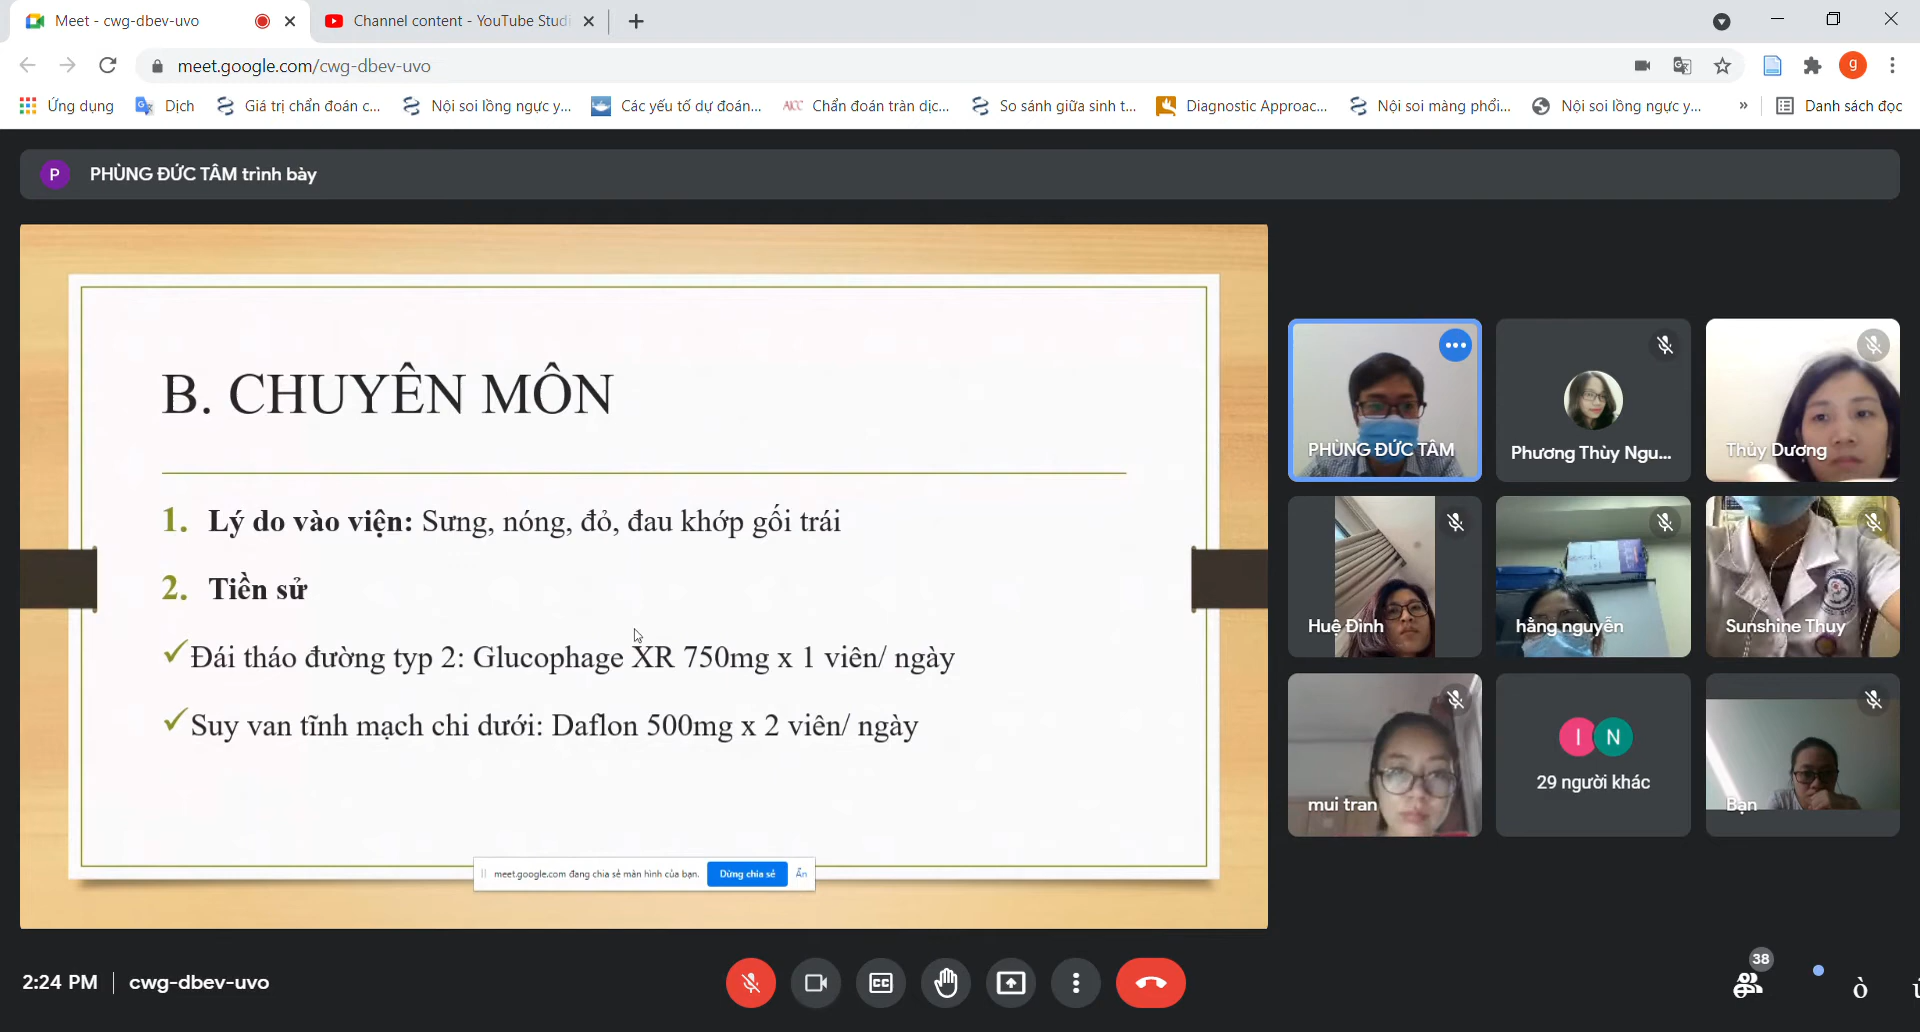 Meet - cwg-dbev-uvo
Channel content - YouTube Studi
meet.google.com/cwg-dbev-uvo
g
Ứng dụng
Dịch
Giá trị chẩn đoán c...
Nội soi lồng ngực y...
Các yếu tố dự đoán...
AJCC Chẩn đoán tràn dịc...
So sánh giữa sinh t...
Diagnostic Approac...
Nội soi màng phổi...
Nội soi lồng ngực y...
»
Danh sách đọc
P PHÙNG ĐỨC TÂM trình bày
B. CHUYÊN MÔN
1. Lý do vào viện: Sưng, nóng, đỏ, đau khớp gối trái
2. Tiền sử
✓Đái tháo đường typ 2: Glucophage XR 750mg x 1 viên/ ngày
✓Suy van tĩnh mạch chi dưới: Daflon 500mg x 2 viên/ ngày
meet.google.com đang chia sẻ màn hình của bạn. Dừng chia sẻ Ẩn
PHÙNG ĐỨC TÂM
Phương Thùy Ngu...
Thủy Dương
Huệ Đinh
hằng nguyễn
Sunshine Thuy
mui tran
I N
29 người khác
Bạn
2:24 PM | cwg-dbev-uvo
CC
38
ò